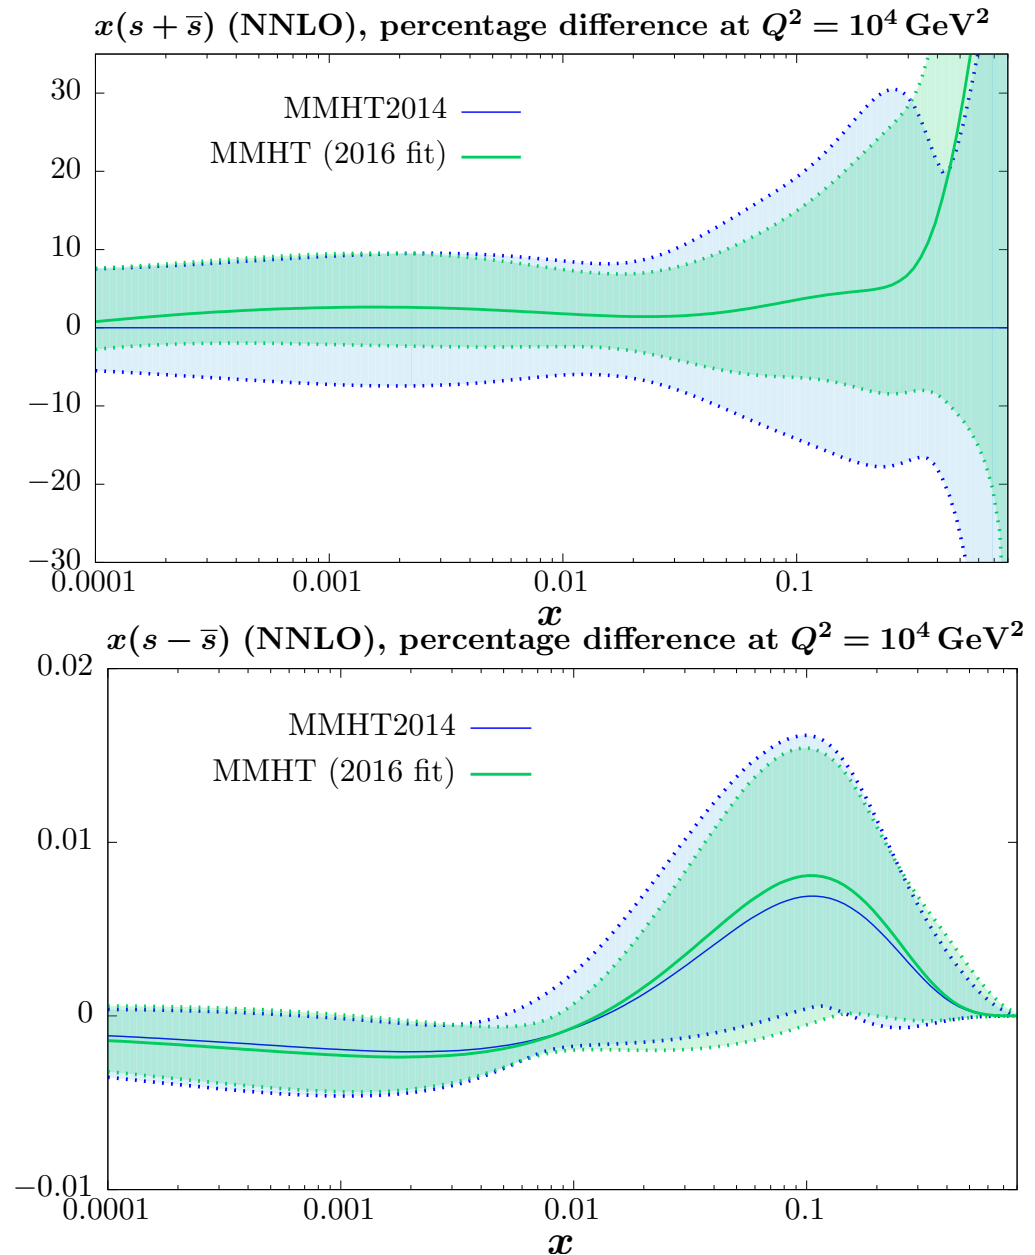 x(s + s̅) (NNLO), percentage difference at Q² = 10⁴ GeV²
30
20
10
0
−10
−20
−30
MMHT2014
MMHT (2016 fit)
0.0001 0.001 0.01 0.1
x
x(s − s̅) (NNLO), percentage difference at Q² = 10⁴ GeV²
0.02
0.01
0
−0.01
MMHT2014
MMHT (2016 fit)
0.0001 0.001 0.01 0.1
x